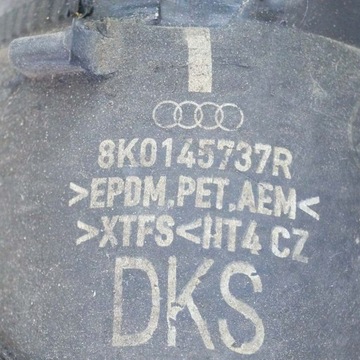 8K0145737R
>EPDM,PET,AEM<
>XTFS<HT4 CZ
DKS